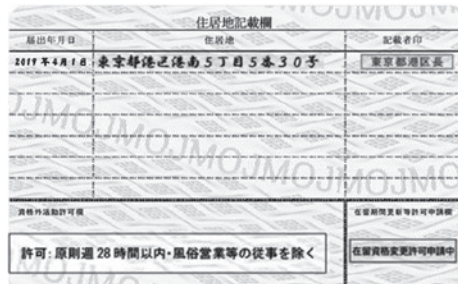 住居地記載欄
届出年月日 住居地 記載者印
2019年4月1日 東京都港区港南5丁目5番30号 東京都港区長
資格外活動許可欄 在留期間更新等許可申請欄
許可：原則週28時間以内・風俗営業等の従事を除く 在留資格変更許可申請中
MOJMOJMO